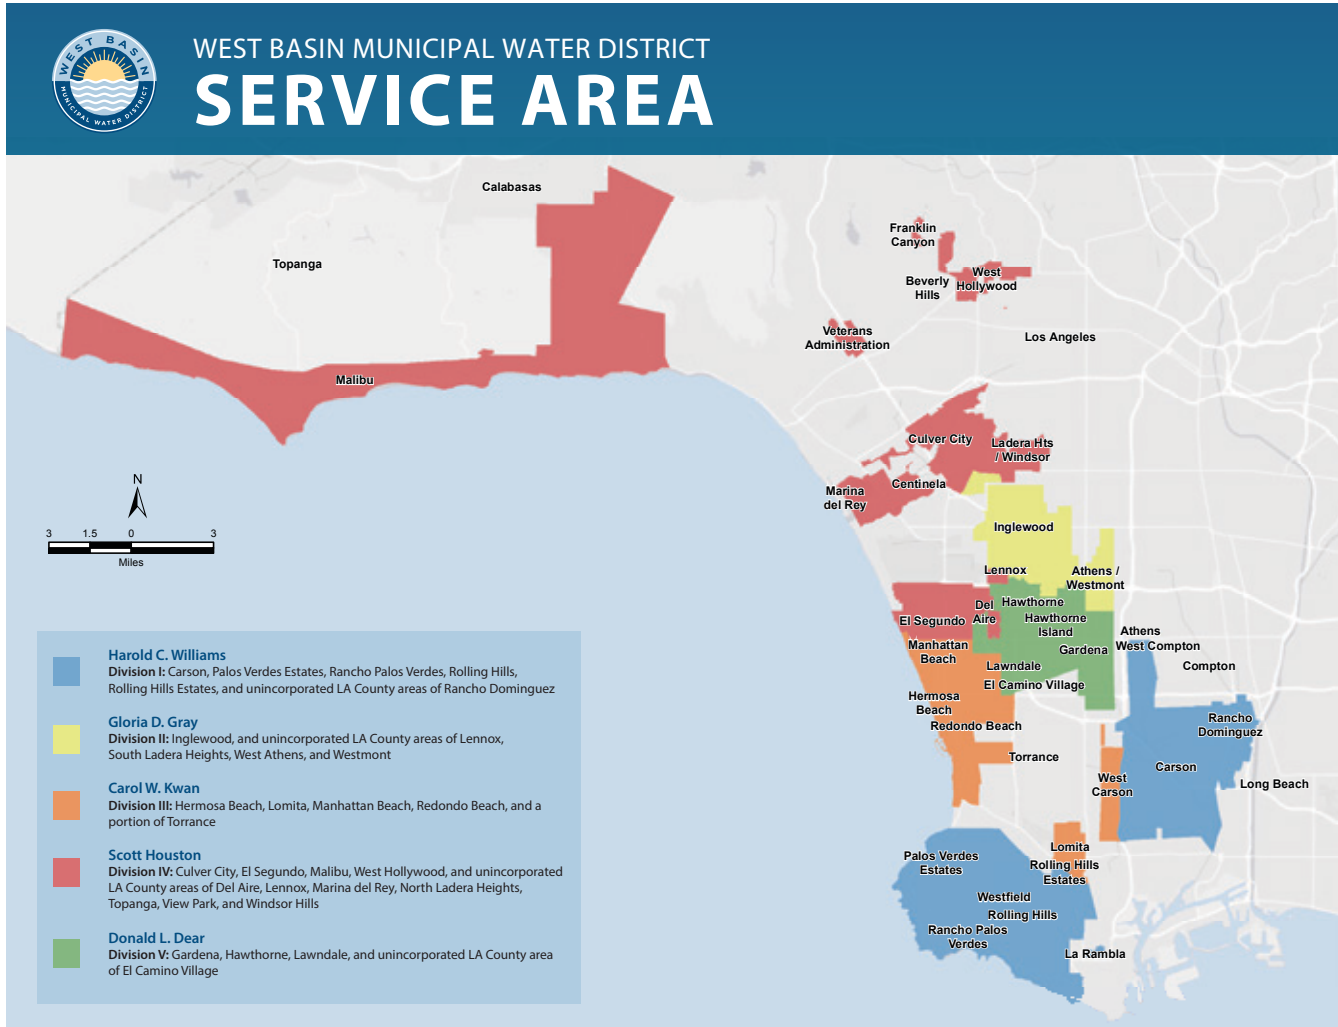 WEST BASIN
MUNICIPAL WATER DISTRICT
WEST BASIN MUNICIPAL WATER DISTRICT
SERVICE AREA
Calabasas
Topanga
Malibu
Franklin
Canyon
Beverly
Hills
West
Hollywood
Veterans
Administration
Los Angeles
Culver City
Ladera Hts
/ Windsor
Centinela
Marina
del Rey
Inglewood
Lennox
Athens /
Westmont
Del
Aire
Hawthorne
Hawthorne
Island
El Segundo
Gardena
Athens
West Compton
Compton
Manhattan
Beach
Lawndale
El Camino Village
Hermosa
Beach
Redondo Beach
Torrance
Rancho
Dominguez
Carson
West
Carson
Long Beach
Palos Verdes
Estates
Lomita
Rolling Hills
Estates
Westfield
Rolling Hills
Rancho Palos
Verdes
La Rambla
N
3 1.5 0 3
Miles
Harold C. Williams
Division I: Carson, Palos Verdes Estates, Rancho Palos Verdes, Rolling Hills,
Rolling Hills Estates, and unincorporated LA County areas of Rancho Dominguez
Gloria D. Gray
Division II: Inglewood, and unincorporated LA County areas of Lennox,
South Ladera Heights, West Athens, and Westmont
Carol W. Kwan
Division III: Hermosa Beach, Lomita, Manhattan Beach, Redondo Beach, and a
portion of Torrance
Scott Houston
Division IV: Culver City, El Segundo, Malibu, West Hollywood, and unincorporated
LA County areas of Del Aire, Lennox, Marina del Rey, North Ladera Heights,
Topanga, View Park, and Windsor Hills
Donald L. Dear
Division V: Gardena, Hawthorne, Lawndale, and unincorporated LA County area
of El Camino Village